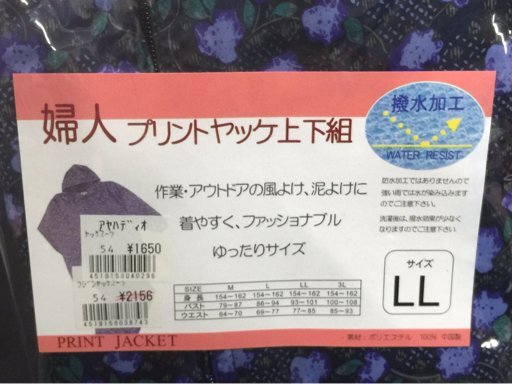 婦人 プリントヤッケ上下組
撥水加工
WATER RESIST
防水加工ではありませんので
強い雨では水が染み込みます
のでご注意下さい。
洗濯後は、撥水効果が少なく
なりますのでご注意下さい。
作業・アウトドアの風よけ、泥よけに
着やすく、ファッショナブル
ゆったりサイズ
アヤハディオ
ヤッケスーツ
54 ¥1650
4519156040296
54 ¥2156
4519156038743
SIZE M L LL 3L
身長 154~162 154~162 154~162 154~162
バスト 79~87 86~94 93~101 100~108
ウエスト 64~70 69~77 77~85 85~93
サイズ
LL
素材:ポリエステル 100% 中国製
PRINT JACKET